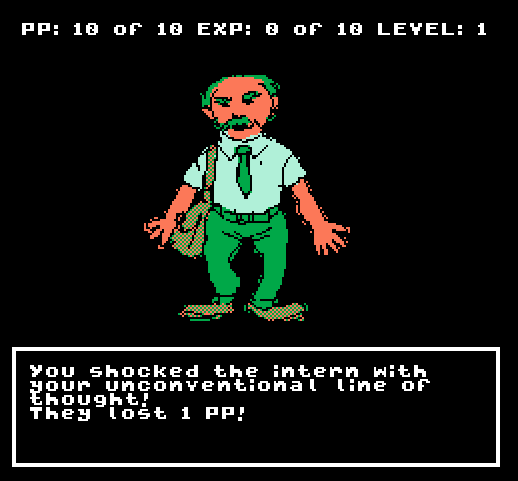 PP: 10 of 10 EXP: 0 of 10 LEVEL: 1
You shocked the intern with
your unconventional line of
thought!
They lost 1 PP!